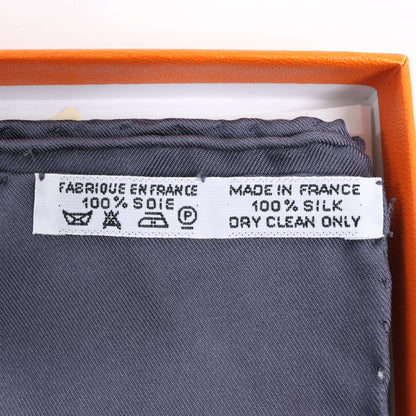 FABRIQUE EN FRANCE
100% SOIE
P
MADE IN FRANCE
100% SILK
DRY CLEAN ONLY